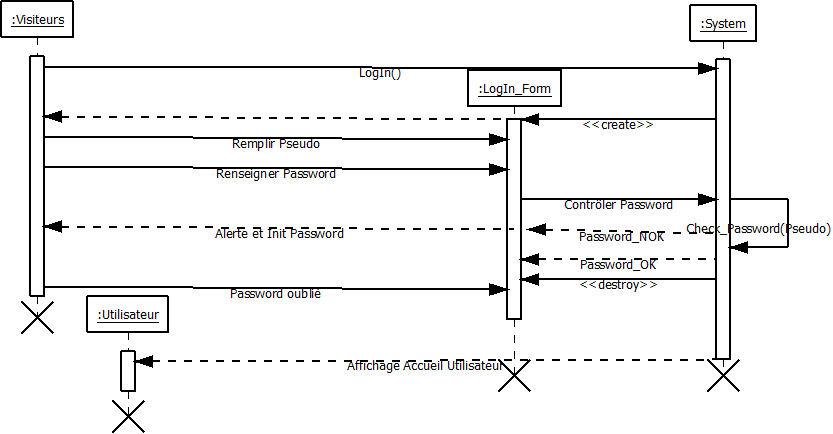 :Visiteurs
:System
LogIn()
:LogIn_Form
<<create>>
Remplir Pseudo
Renseigner Password
Contrôler Password
Check_Password(Pseudo)
Alerte et Init Password
Password_NOK
Password_OK
<<destroy>>
Password oublié
:Utilisateur
Affichage Accueil Utilisateur